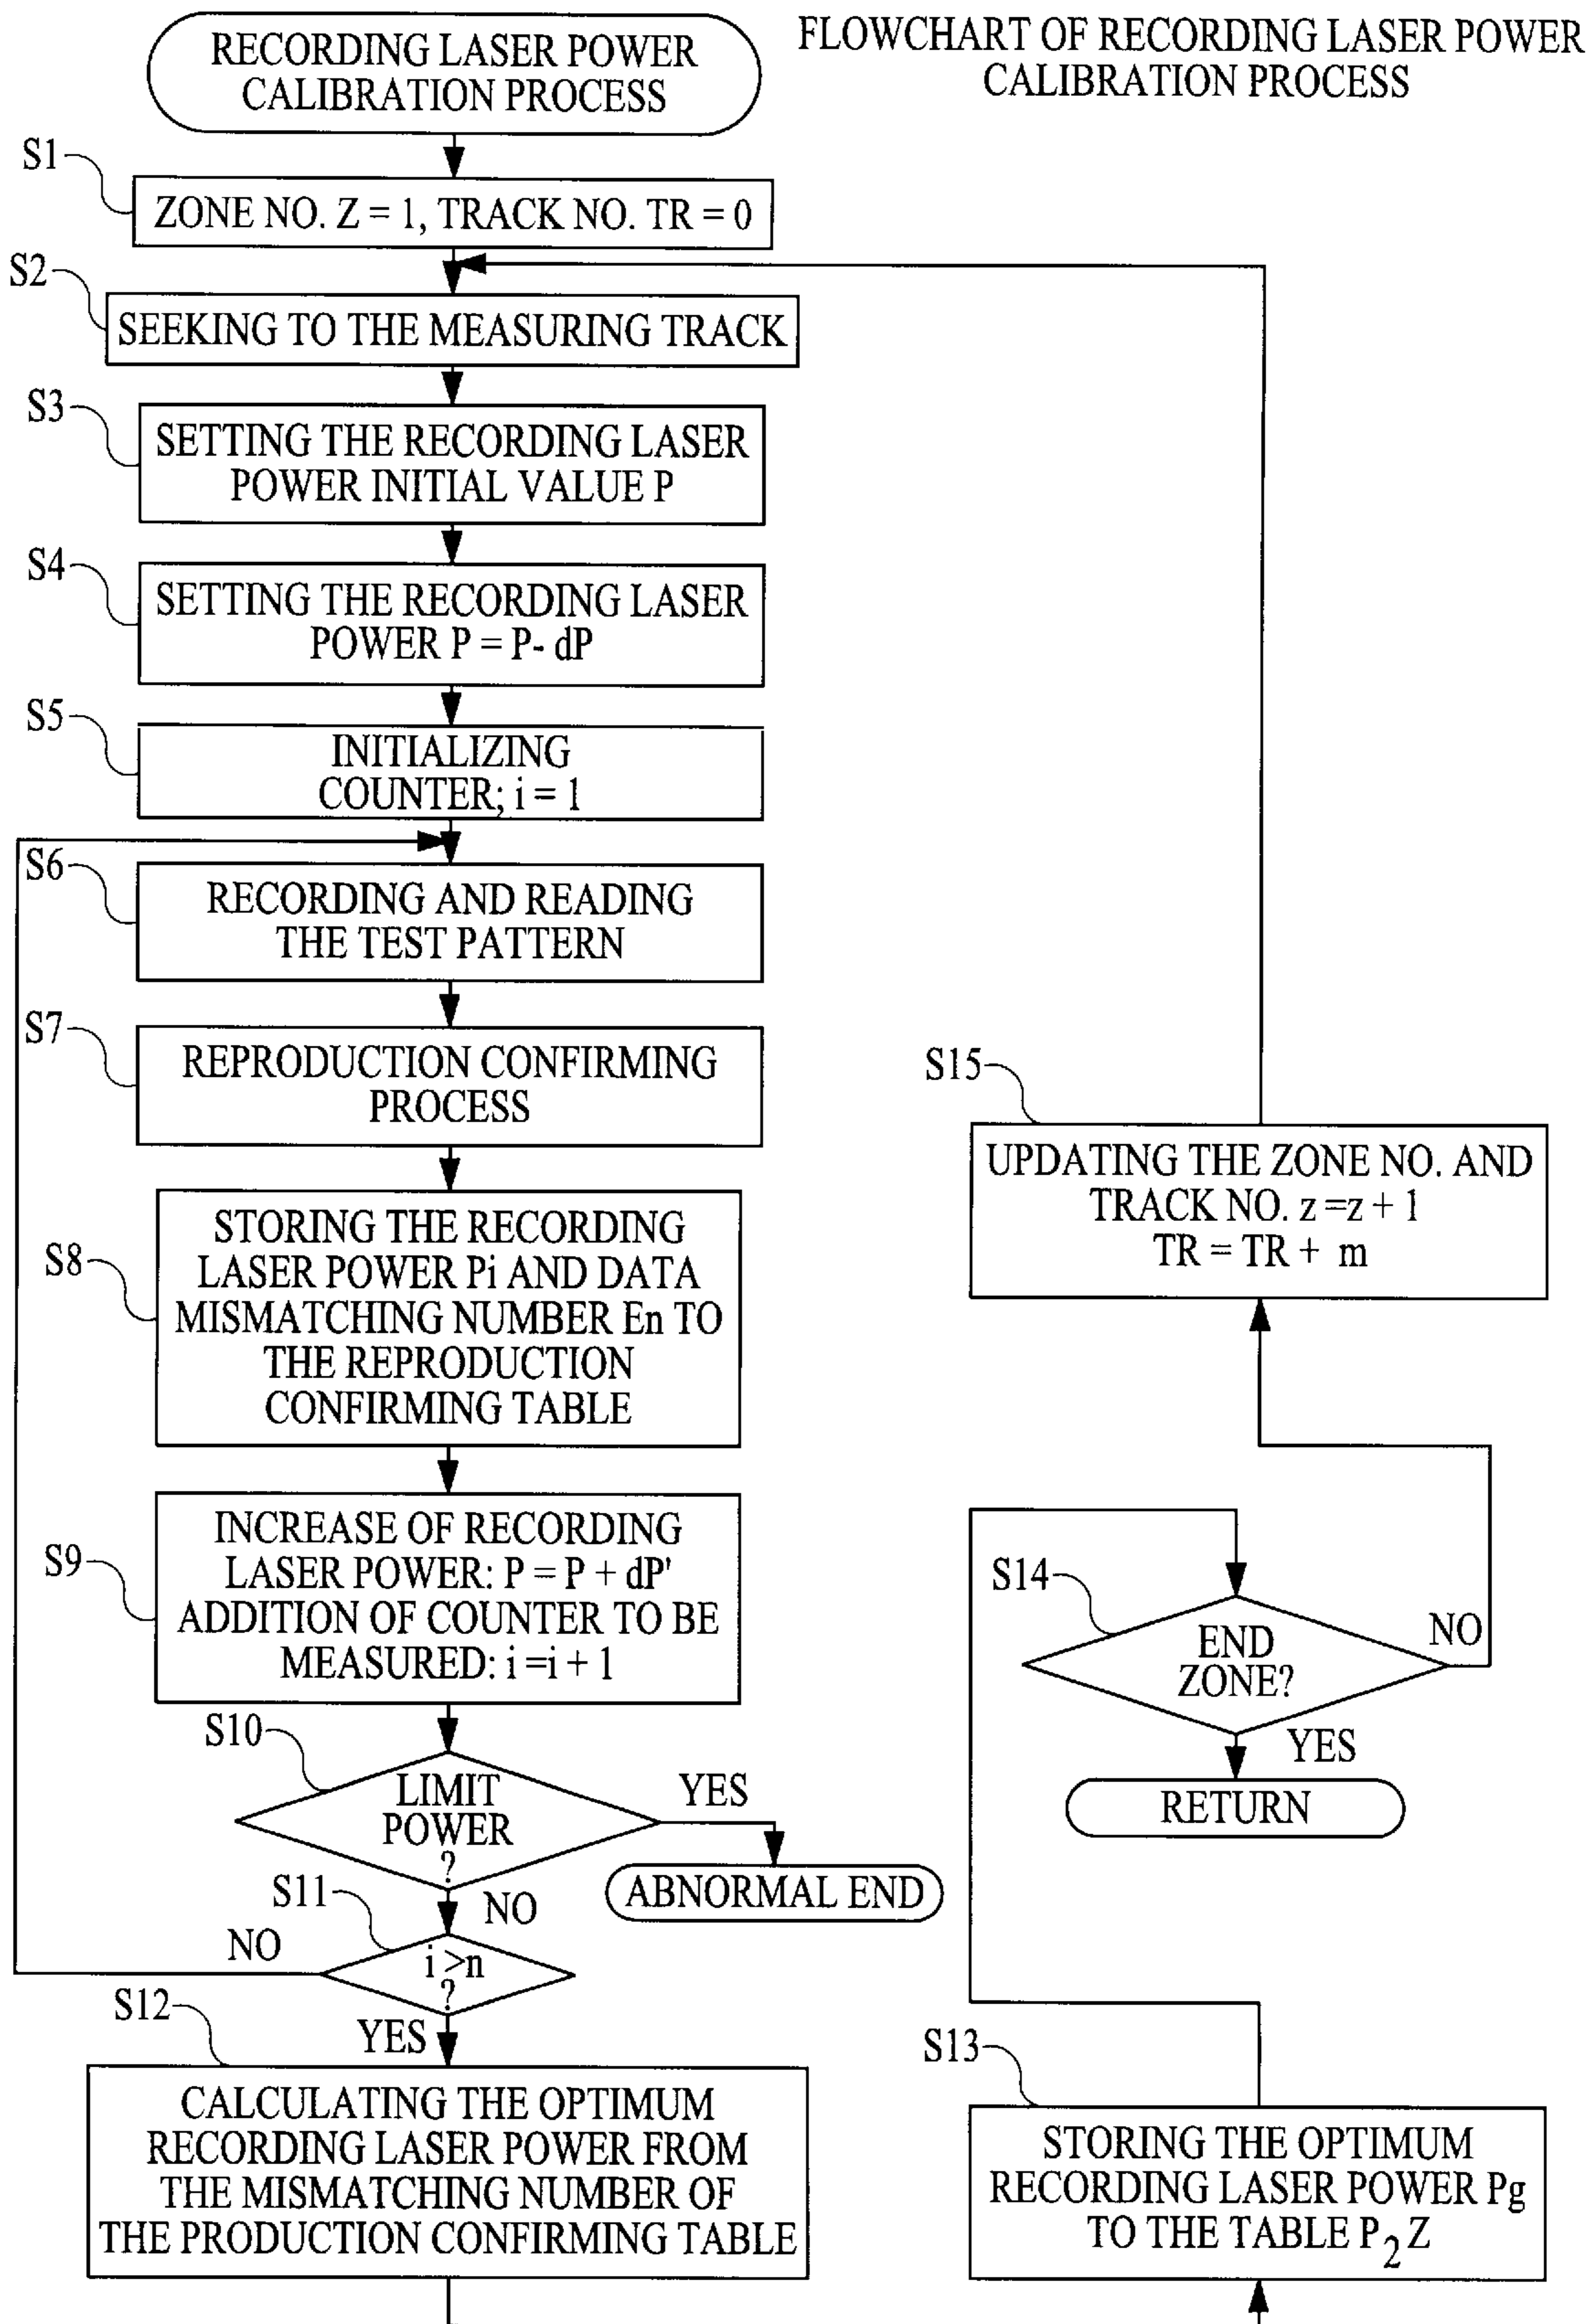 RECORDING LASER POWER
CALIBRATION PROCESS
FLOWCHART OF RECORDING LASER POWER
CALIBRATION PROCESS
S1
ZONE NO. Z = 1, TRACK NO. TR = 0
S2
SEEKING TO THE MEASURING TRACK
S3
SETTING THE RECORDING LASER
POWER INITIAL VALUE P
S4
SETTING THE RECORDING LASER
POWER P = P- dP
S5
INITIALIZING
COUNTER; i = 1
S6
RECORDING AND READING
THE TEST PATTERN
S7
REPRODUCTION CONFIRMING
PROCESS
S8
STORING THE RECORDING
LASER POWER Pi AND DATA
MISMATCHING NUMBER En TO
THE REPRODUCTION
CONFIRMING TABLE
S9
INCREASE OF RECORDING
LASER POWER: P = P + dP'
ADDITION OF COUNTER TO BE
MEASURED: i =i + 1
S10
LIMIT
POWER
?
YES
ABNORMAL END
NO
S11
i >n
?
NO
YES
S12
CALCULATING THE OPTIMUM
RECORDING LASER POWER FROM
THE MISMATCHING NUMBER OF
THE PRODUCTION CONFIRMING TABLE
S13
STORING THE OPTIMUM
RECORDING LASER POWER Pg
TO THE TABLE P2 Z
S14
END
ZONE?
NO
YES
RETURN
S15
UPDATING THE ZONE NO. AND
TRACK NO. z =z + 1
TR = TR + m